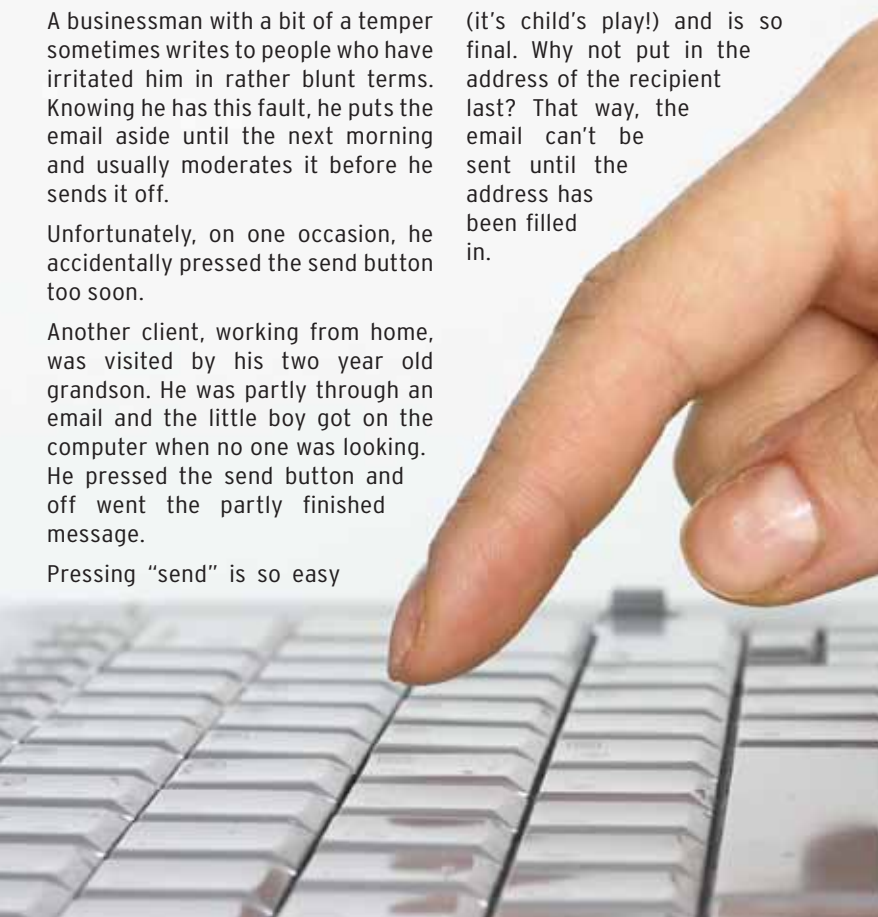 A businessman with a bit of a temper
sometimes writes to people who have
irritated him in rather blunt terms.
Knowing he has this fault, he puts the
email aside until the next morning
and usually moderates it before he
sends it off.
Unfortunately, on one occasion, he
accidentally pressed the send button
too soon.
Another client, working from home,
was visited by his two year old
grandson. He was partly through an
email and the little boy got on the
computer when no one was looking.
He pressed the send button and
off went the partly finished
message.
Pressing “send” is so easy
(it's child's play!) and is so
final. Why not put in the
address of the recipient
last? That way, the
email can't be
sent until the
address has
been filled
in.